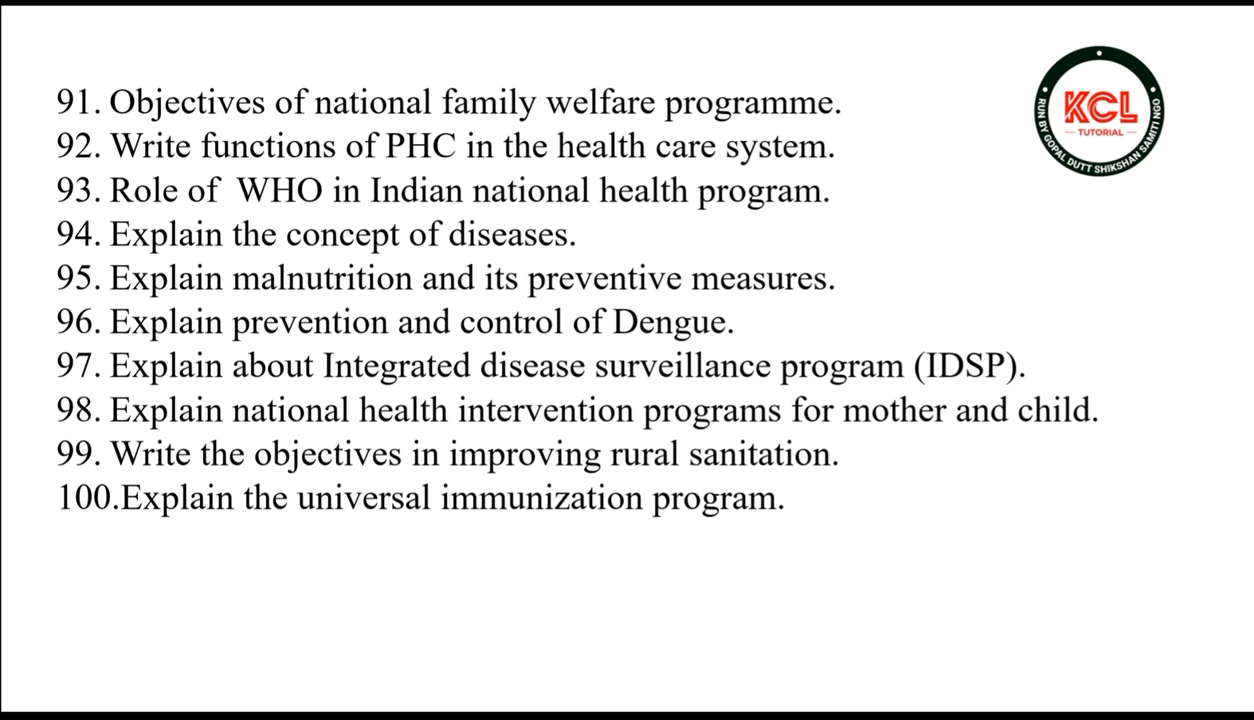 91. Objectives of national family welfare programme.
92. Write functions of PHC in the health care system.
93. Role of  WHO in Indian national health program.
94. Explain the concept of diseases.
95. Explain malnutrition and its preventive measures.
96. Explain prevention and control of Dengue.
97. Explain about Integrated disease surveillance program (IDSP).
98. Explain national health intervention programs for mother and child.
99. Write the objectives in improving rural sanitation.
100.Explain the universal immunization program.
KCL
TUTORIAL
RUN BY GOPAL DUTT SHIKSHAN SAMITI NGO